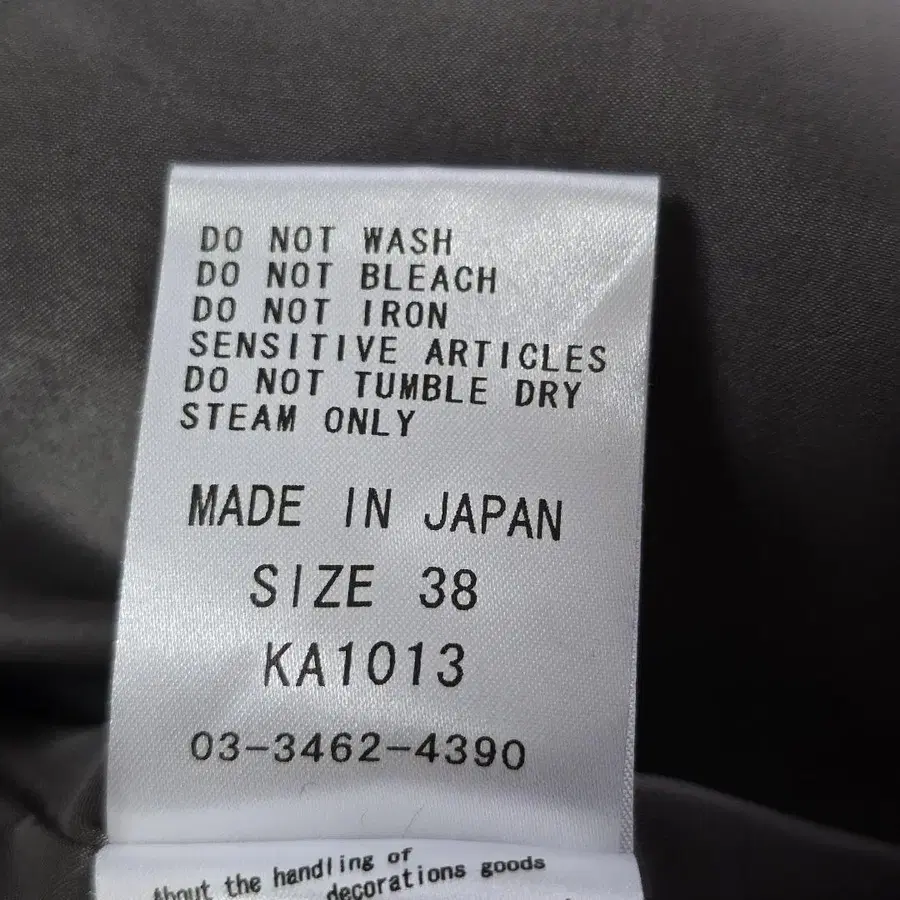 DO NOT WASH
DO NOT BLEACH
DO NOT IRON
SENSITIVE ARTICLES
DO NOT TUMBLE DRY
STEAM ONLY
MADE IN JAPAN
SIZE 38
KA1013
03-3462-4390
About the handling of
decorations goods